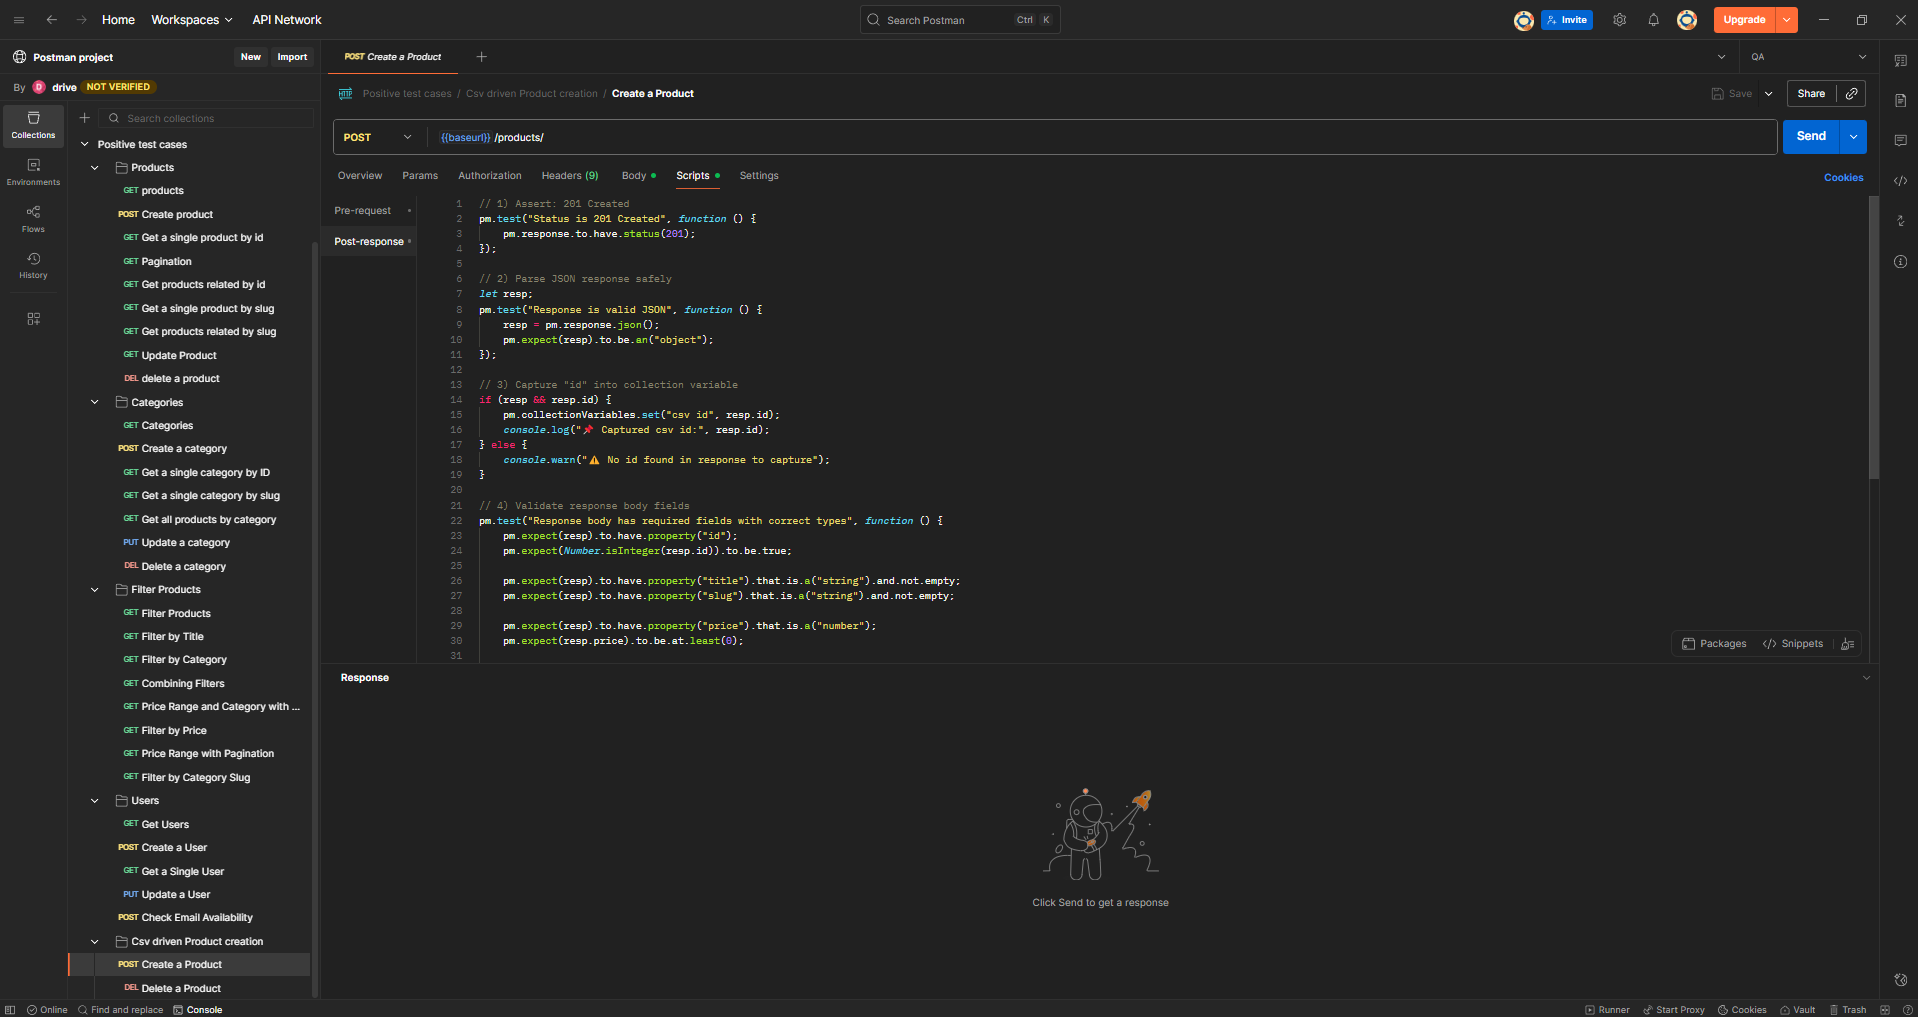 Home Workspaces API Network Search Postman Ctrl K Invite Upgrade
Postman project New Import
By D drive NOT VERIFIED
Collections
Environments
Flows
History
Search collections
Positive test cases
Products
GET products
POST Create product
GET Get a single product by id
GET Pagination
GET Get products related by id
GET Get a single product by slug
GET Get products related by slug
GET Update Product
DEL delete a product
Categories
GET Categories
POST Create a category
GET Get a single category by ID
GET Get a single category by slug
GET Get all products by category
PUT Update a category
DEL Delete a category
Filter Products
GET Filter Products
GET Filter by Title
GET Filter by Category
GET Combining Filters
GET Price Range and Category with ...
GET Filter by Price
GET Price Range with Pagination
GET Filter by Category Slug
Users
GET Get Users
POST Create a User
GET Get a Single User
PUT Update a User
POST Check Email Availability
Csv driven Product creation
POST Create a Product
DEL Delete a Product
POST Create a Product QA
HTTP Positive test cases / Csv driven Product creation / Create a Product Save Share
POST {{baseurl}} /products/ Send
Overview Params Authorization Headers (9) Body Scripts Settings Cookies
Pre-request
Post-response
1 // 1) Assert: 201 Created
2 pm.test("Status is 201 Created", function () {
3 pm.response.to.have.status(201);
4 });
5
6 // 2) Parse JSON response safely
7 let resp;
8 pm.test("Response is valid JSON", function () {
9 resp = pm.response.json();
10 pm.expect(resp).to.be.an("object");
11 });
12
13 // 3) Capture "id" into collection variable
14 if (resp && resp.id) {
15 pm.collectionVariables.set("csv id", resp.id);
16 console.log("📌 Captured csv id:", resp.id);
17 } else {
18 console.warn("⚠️ No id found in response to capture");
19 }
20
21 // 4) Validate response body fields
22 pm.test("Response body has required fields with correct types", function () {
23 pm.expect(resp).to.have.property("id");
24 pm.expect(Number.isInteger(resp.id)).to.be.true;
25
26 pm.expect(resp).to.have.property("title").that.is.a("string").and.not.empty;
27 pm.expect(resp).to.have.property("slug").that.is.a("string").and.not.empty;
28
29 pm.expect(resp).to.have.property("price").that.is.a("number");
30 pm.expect(resp.price).to.be.at.least(0);
31
Packages Snippets
Response
Click Send to get a response
Online Find and replace Console Runner Start Proxy Cookies Vault Trash